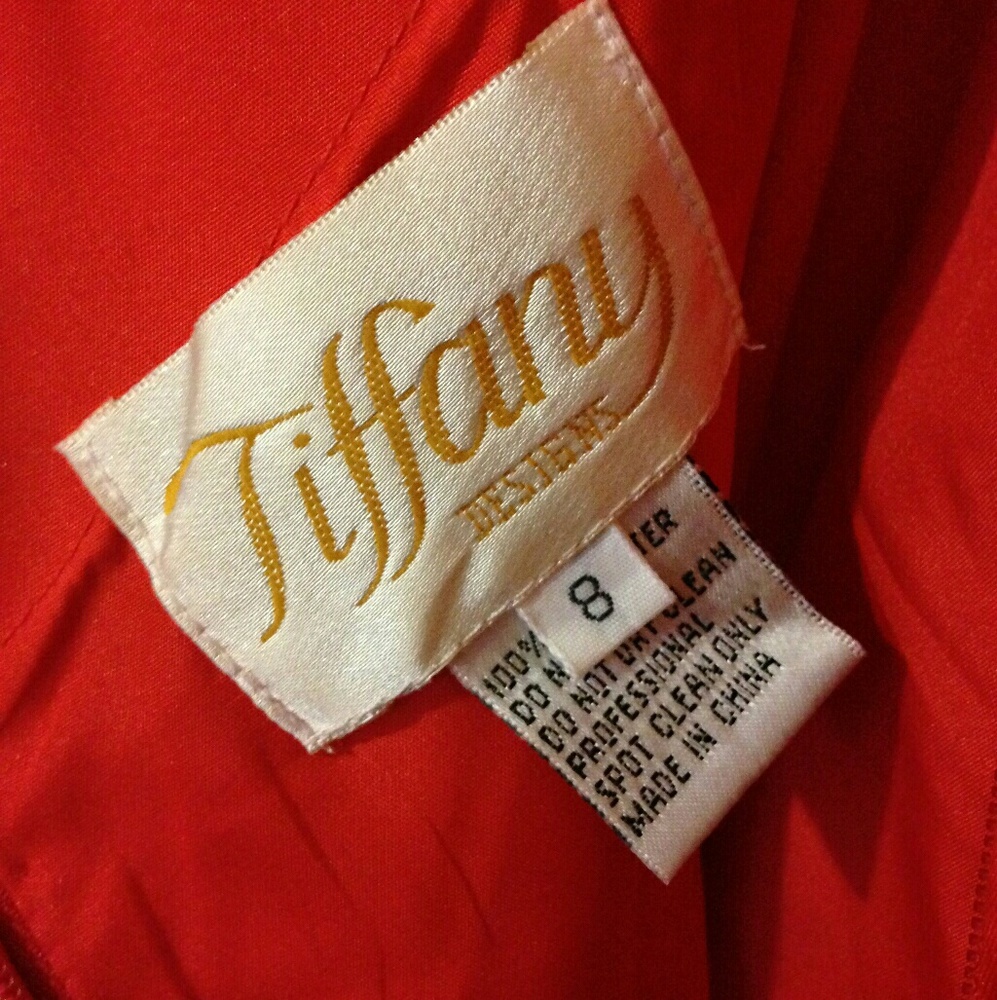 Tiffany
DESIGNS
8
100% TER
DO N
DO NOT DRY CLEAN
PROFESSIONAL
SPOT CLEAN ONLY
MADE IN CHINA